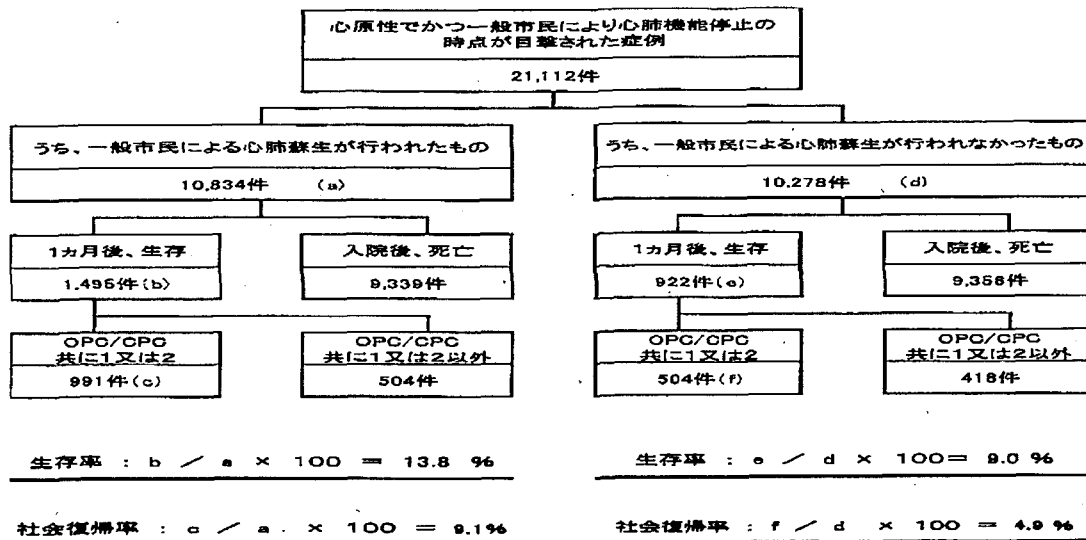 心原性でかつ一般市民により心肺機能停止の
時点が目撃された症例
21,112件
うち、一般市民による心肺蘇生が行われたもの
10,834件 (a)
1カ月後、生存
1,495件(b)
入院後、死亡
9,339件
OPC/CPC
共に1又は2
991件(c)
OPC/CPC
共に1又は2以外
504件
生存率 : b / a × 100 = 13.8 %
社会復帰率 : c / a × 100 = 9.1%
うち、一般市民による心肺蘇生が行われなかったもの
10,278件 (d)
1カ月後、生存
922件(e)
入院後、死亡
9,356件
OPC/CPC
共に1又は2
504件(f)
OPC/CPC
共に1又は2以外
418件
生存率 : e / d × 100= 9.0 %
社会復帰率 : f / d × 100 = 4.9 %